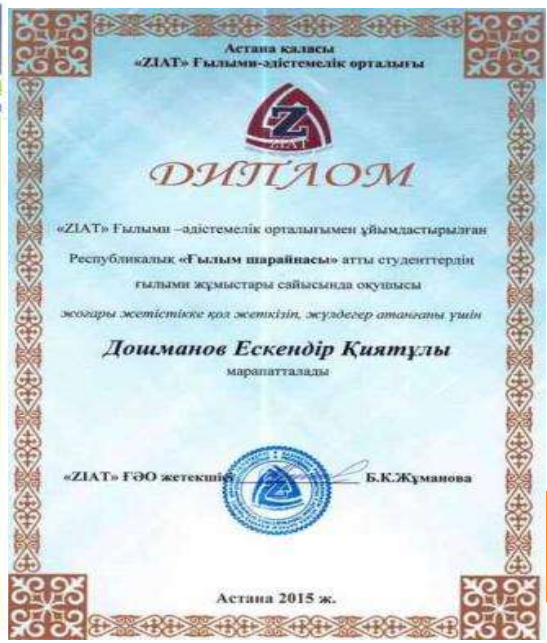 Астана қаласы
«ZIAT» Ғылыми-әдістемелік орталығы
Z
ZIAT
ДИПЛОМ
«ZIAT» Ғылыми –әдістемелік орталығымен ұйымдастырылған
Республикалық «Ғылым шарайнасы» атты студенттердің
ғылыми жұмыстары сайысында оқушысы
жоғары жетістікке қол жеткізіп, жүлдегер атанғаны үшін
Дошманов Ескендір Қиятұлы
марапатталады
«ZIAT» ҒӘО жетекшісі Б.К.Жұманова
Астана 2015 ж.